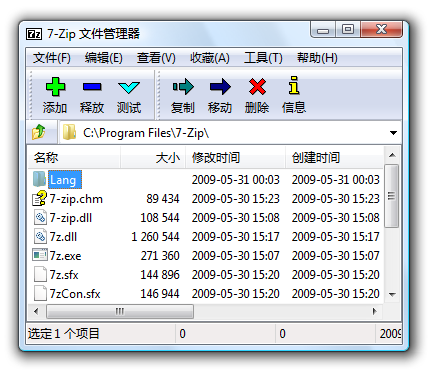 7-Zip 文件管理器
文件(F) 编辑(E) 查看(V) 收藏(A) 工具(T) 帮助(H)
添加 释放 测试 复制 移动 删除 信息
C:\Program Files\7-Zip\
名称 大小 修改时间 创建时间
Lang 2009-05-31 00:03 2009-05-31 00:03
7-zip.chm 89 434 2009-05-30 15:23 2009-05-30 15:23
7-zip.dll 108 544 2009-05-30 15:08 2009-05-30 15:08
7z.dll 1 260 544 2009-05-30 15:17 2009-05-30 15:17
7z.exe 271 360 2009-05-30 15:07 2009-05-30 15:07
7z.sfx 144 896 2009-05-30 15:20 2009-05-30 15:20
7zCon.sfx 146 944 2009-05-30 15:20 2009-05-30 15:20
选定 1 个项目 0 0 2009